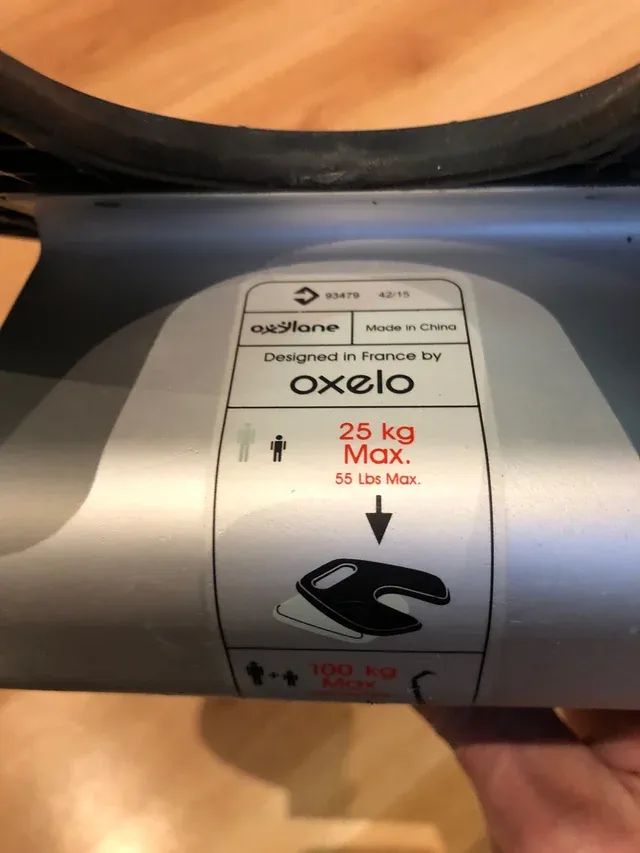 93479 42/15
oxylane Made in China
Designed in France by
oxelo
25 kg
Max.
55 Lbs Max.
+ 100 kg
Max